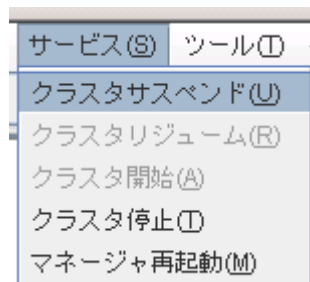 サービス(S) ツール(T)
クラスタサスペンド(U)
クラスタリジューム(R)
クラスタ開始(A)
クラスタ停止(T)
マネージャ再起動(M)